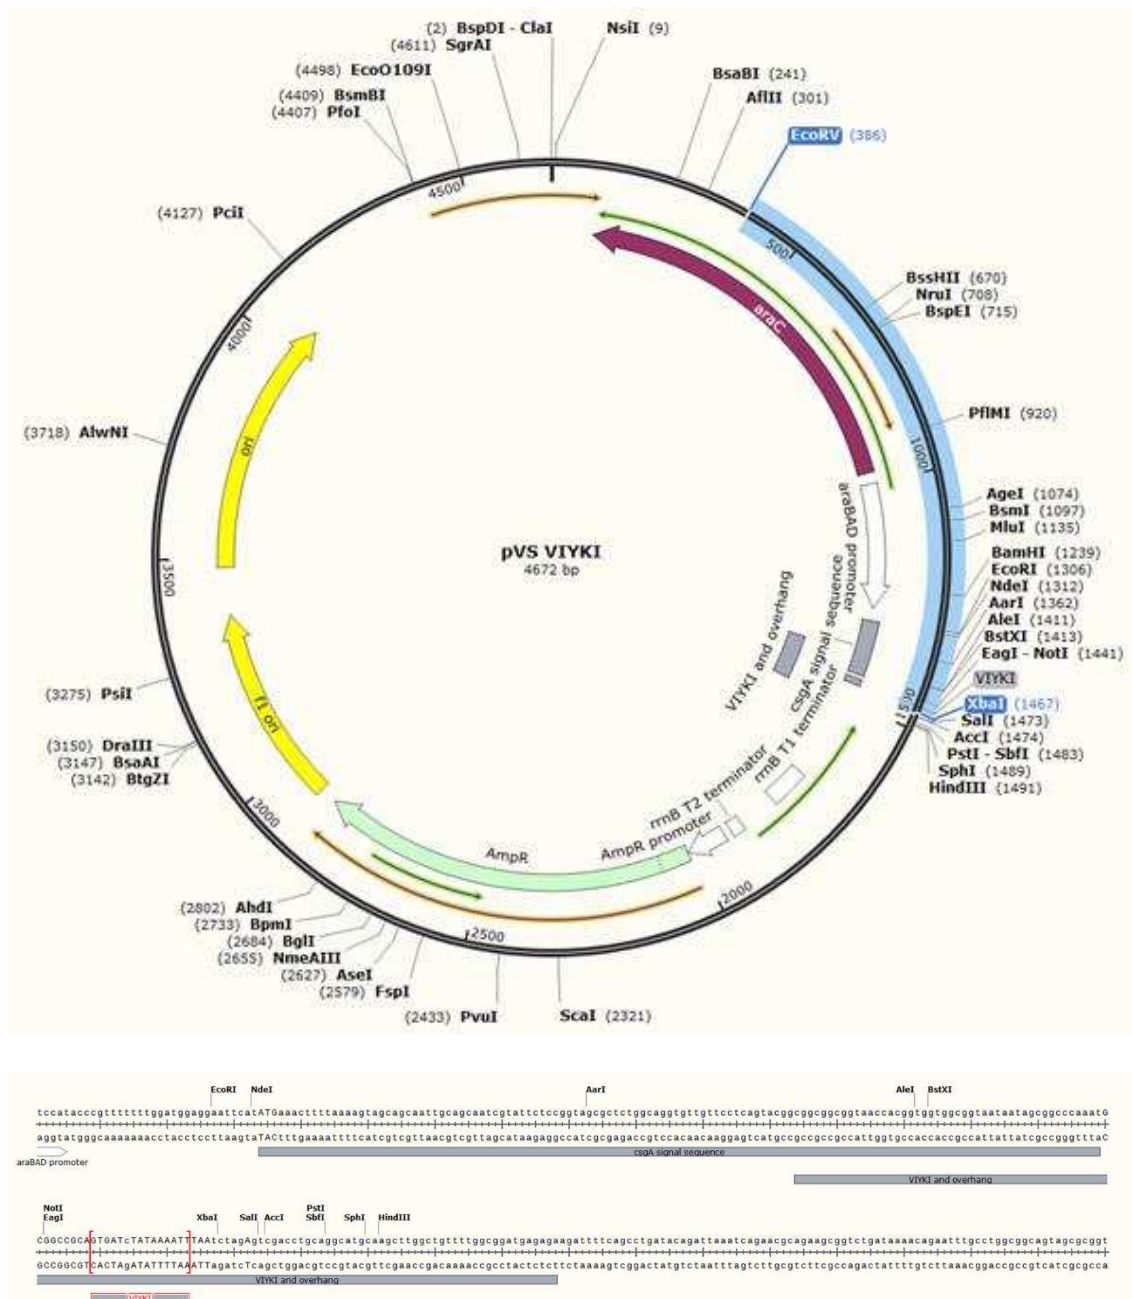 (2) BspDI - ClaI
NsiI (9)
(4611) SgrAI
(4498) EcoO109I
(4409) BsmBI
(4407) PfoI
BsaBI (241)
AflII (301)
EcoRV (386)
4500
(4127) PciI
500
BssHII (670)
NruI (708)
BspEI (715)
araC
4000
ori
PflMI (920)
(3718) AlwNI
1000
AgeI (1074)
BsmI (1097)
MluI (1135)
BamHI (1239)
EcoRI (1306)
NdeI (1312)
AarI (1362)
AleI (1411)
BstXI (1413)
EagI - NotI (1441)
VIYKI
XbaI (1467)
SalI (1473)
AccI (1474)
PstI - SbfI (1483)
SphI (1489)
HindIII (1491)
araBAD promoter
pVS VIYKI
4672 bp
3500
VIYKI and overhang
csgA signal sequence
1500
(3275) PsiI
f1 ori
rrnB T1 terminator
(3150) DraIII
(3147) BsaAI
(3142) BtgZI
rrnB T2 terminator
3000
AmpR promoter
AmpR
2000
(2802) AhdI
(2733) BpmI
(2684) BglI
(2655) NmeAIII
(2627) AseI
(2579) FspI
2500
(2433) PvuI
ScaI (2321)
EcoRI NdeI AarI AleI BstXI
araBAD promoter
csgA signal sequence
VIYKI and overhang
NotI
EagI
XbaI SalI AccI
PstI
SbfI
SphI HindIII
VIYKI and overhang
VIYKI